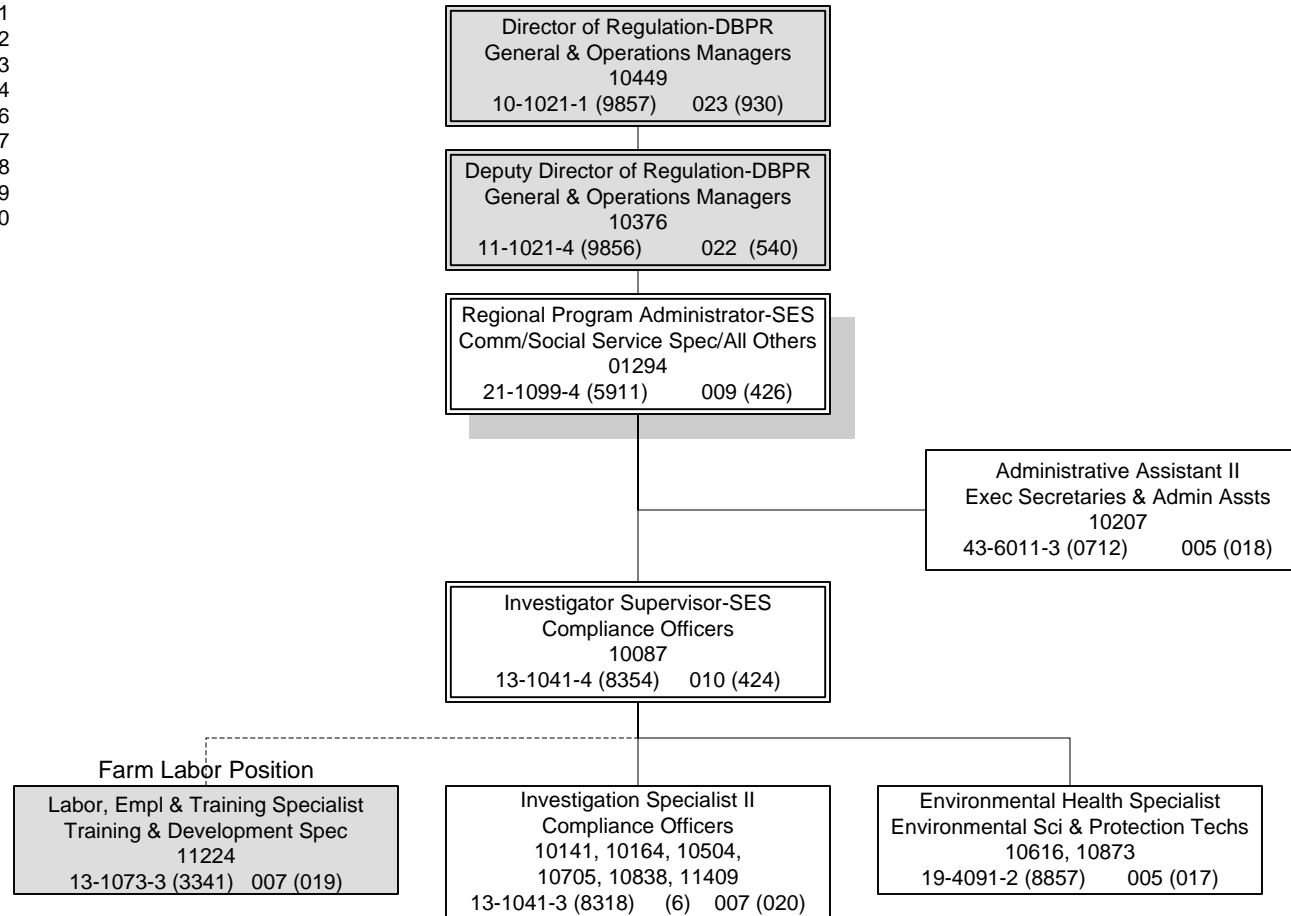 1
2
3
4
6
7
8
9
0
Director of Regulation-DBPR
General & Operations Managers
10449
10-1021-1 (9857) 023 (930)
Deputy Director of Regulation-DBPR
General & Operations Managers
10376
11-1021-4 (9856) 022 (540)
Regional Program Administrator-SES
Comm/Social Service Spec/All Others
01294
21-1099-4 (5911) 009 (426)
Administrative Assistant II
Exec Secretaries & Admin Assts
10207
43-6011-3 (0712) 005 (018)
Investigator Supervisor-SES
Compliance Officers
10087
13-1041-4 (8354) 010 (424)
Farm Labor Position
Labor, Empl & Training Specialist
Training & Development Spec
11224
13-1073-3 (3341) 007 (019)
Investigation Specialist II
Compliance Officers
10141, 10164, 10504,
10705, 10838, 11409
13-1041-3 (8318) (6) 007 (020)
Environmental Health Specialist
Environmental Sci & Protection Techs
10616, 10873
19-4091-2 (8857) 005 (017)